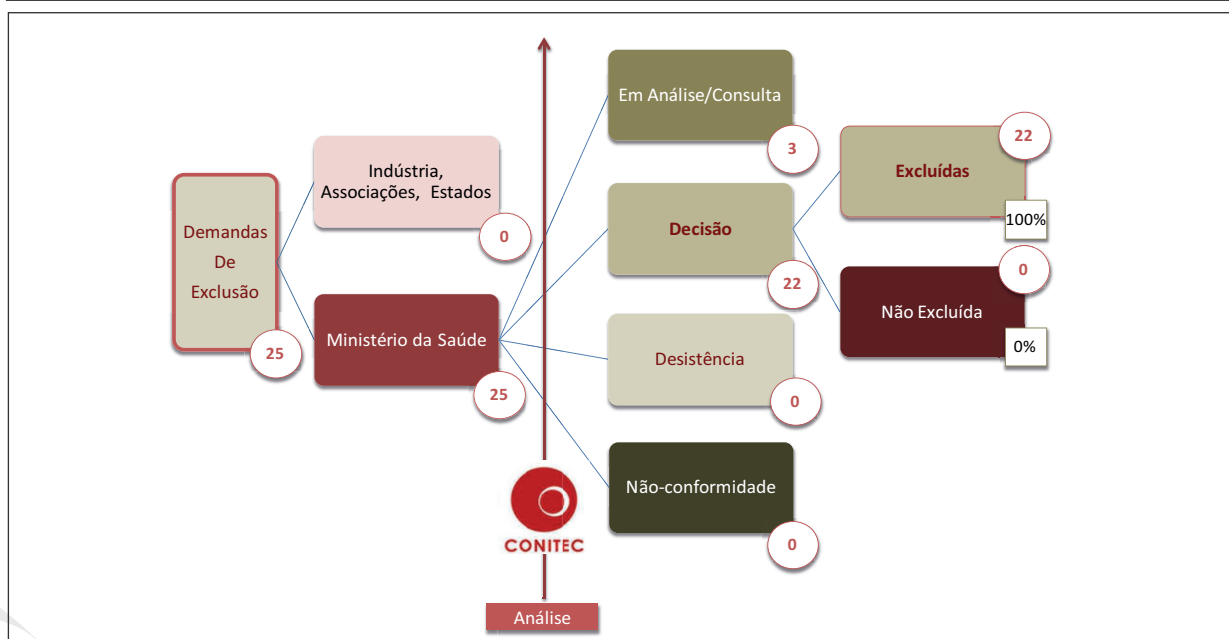 Demandas
De
Exclusão
25
Indústria,
Associações, Estados
0
Ministério da Saúde
25
CONITEC
Análise
Em Análise/Consulta
3
Decisão
22
Desistência
0
Não-conformidade
0
Excluídas
22
100%
Não Excluída
0
0%